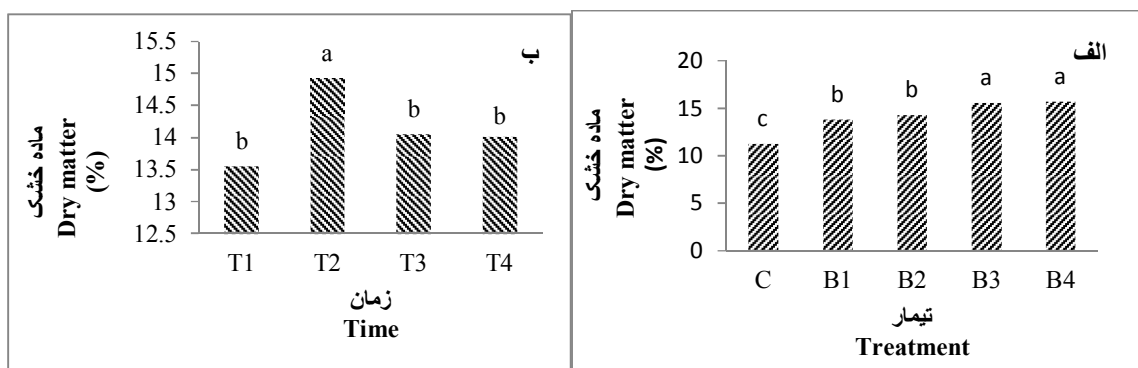 ب
15.5
15
14.5
14
13.5
13
12.5
a
b
b
b
T1
T2
T3
T4
ماده خشک
Dry matter
(%)
زمان
Time
الف
20
15
10
5
0
c
b
b
a
a
C
B1
B2
B3
B4
ماده خشک
Dry matter
(%)
تیمار
Treatment